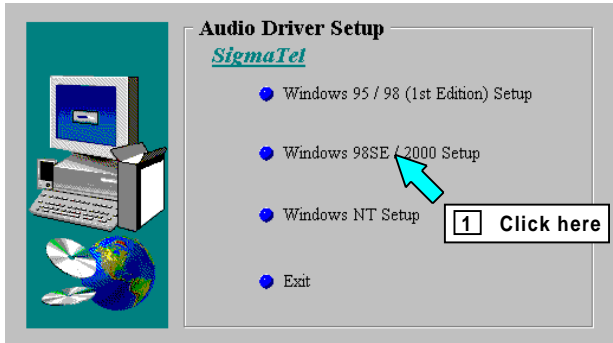 Audio Driver Setup
SigmaTel
Windows 95 / 98 (1st Edition) Setup
Windows 98SE / 2000 Setup
Windows NT Setup
1 Click here
Exit